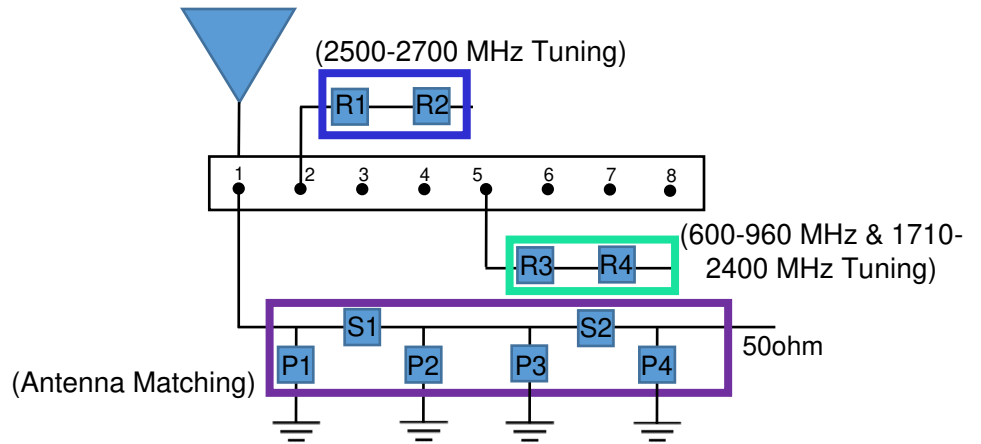 (2500-2700 MHz Tuning)
R1 R2
1 2 3 4 5 6 7 8
(600-960 MHz & 1710-
2400 MHz Tuning)
R3 R4
S1 S2
50ohm
P1 P2 P3 P4
(Antenna Matching)